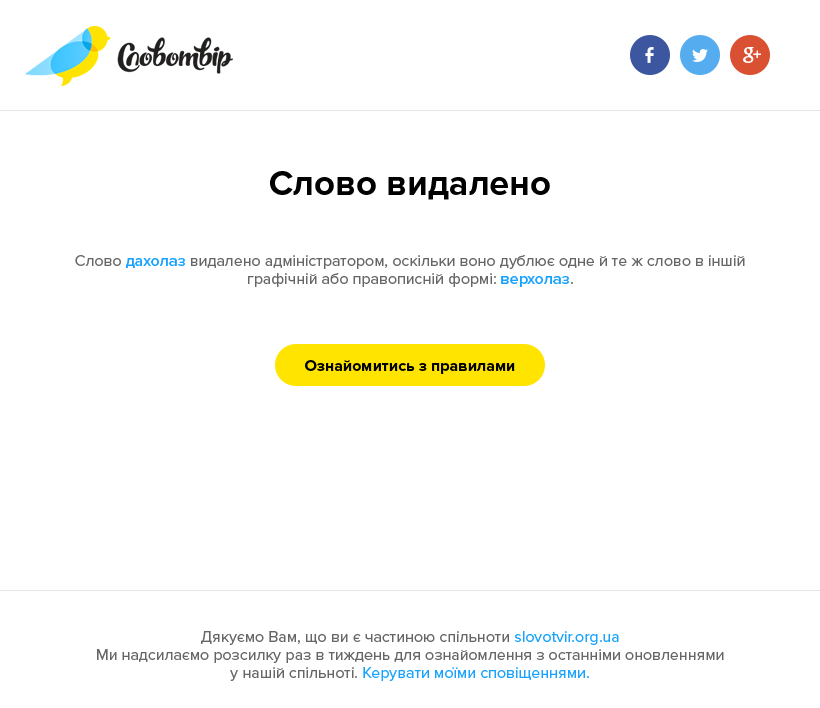 Словотвір
Слово видалено
Слово дахолаз видалено адміністратором, оскільки воно дублює одне й те ж слово в іншій
графічній або правописній формі: верхолаз.
Ознайомитись з правилами
Дякуємо Вам, що ви є частиною спільноти slovotvir.org.ua
Ми надсилаємо розсилку раз в тиждень для ознайомлення з останніми оновленнями
у нашій спільноті. Керувати моїми сповіщеннями.